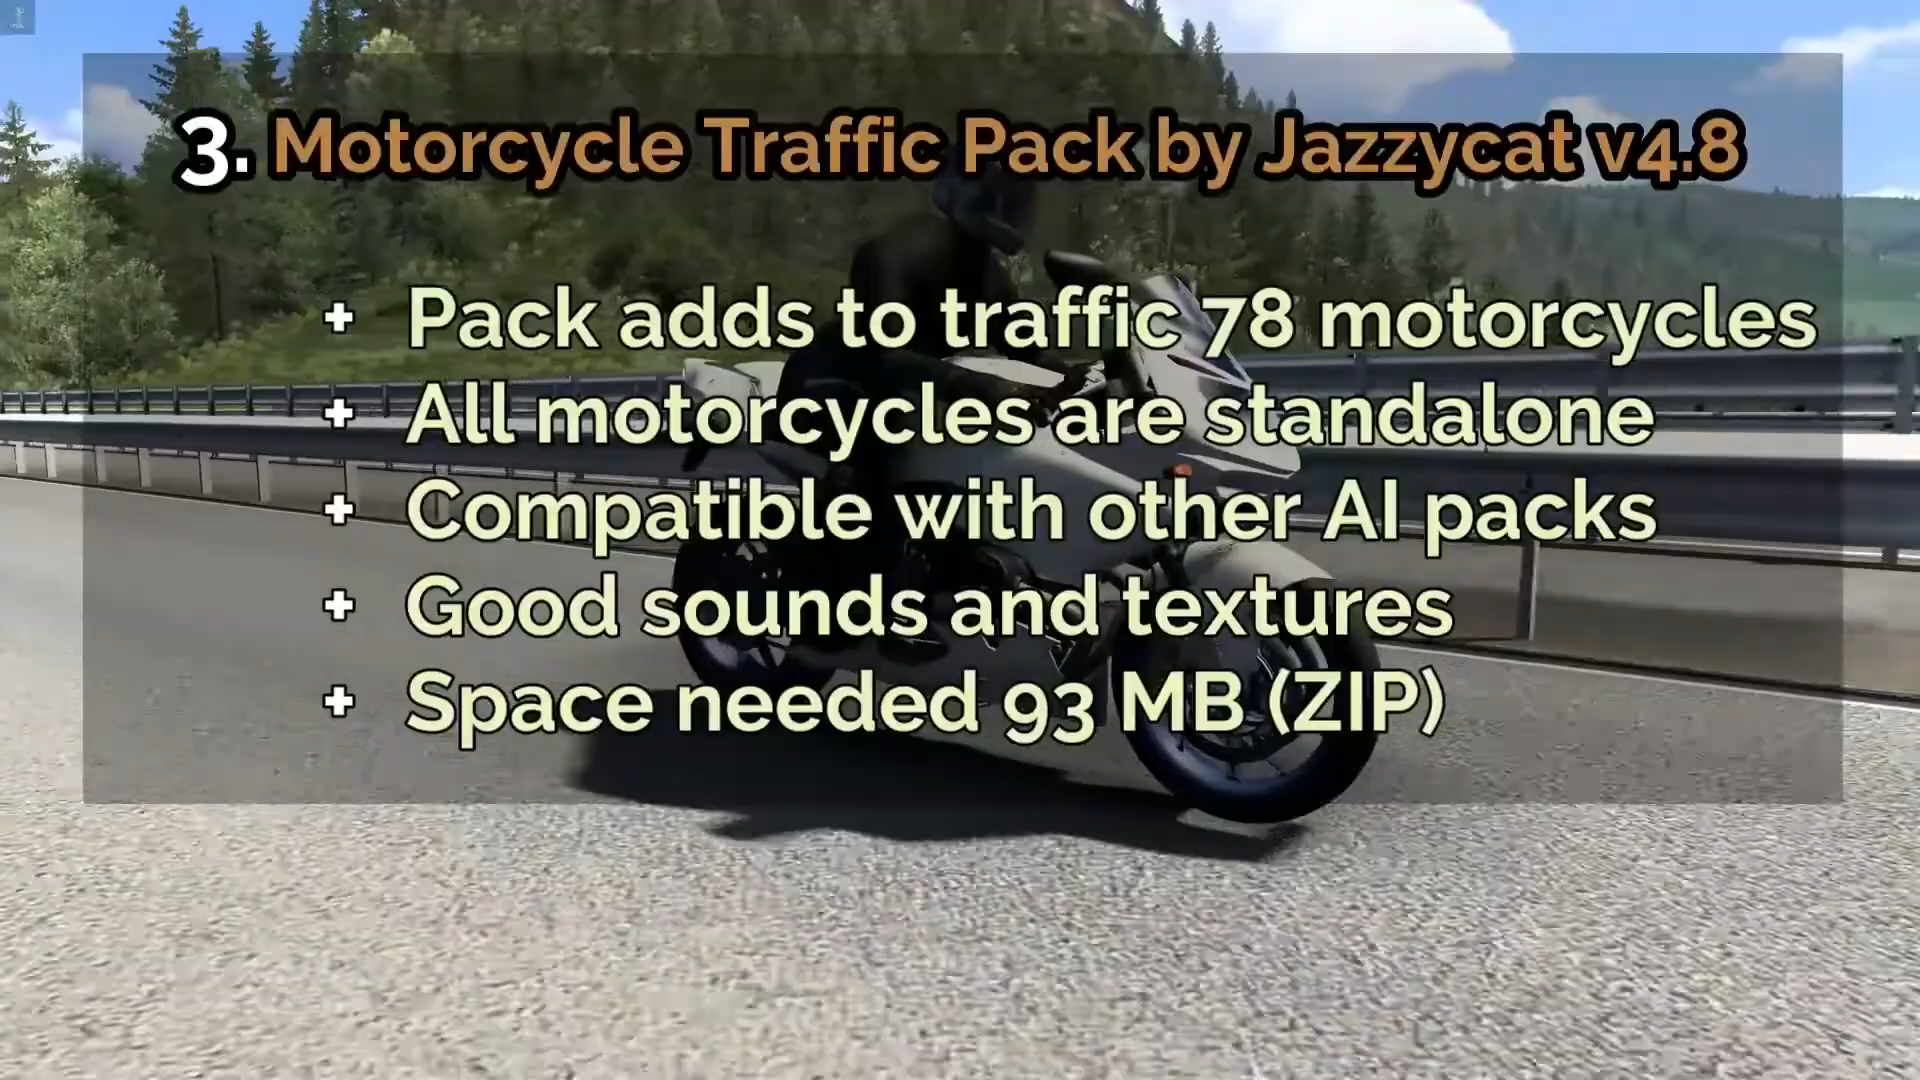 3. Motorcycle Traffic Pack by Jazzycat v4.8
+ Pack adds to traffic 78 motorcycles
+ All motorcycles are standalone
+ Compatible with other AI packs
+ Good sounds and textures
+ Space needed 93 MB (ZIP)